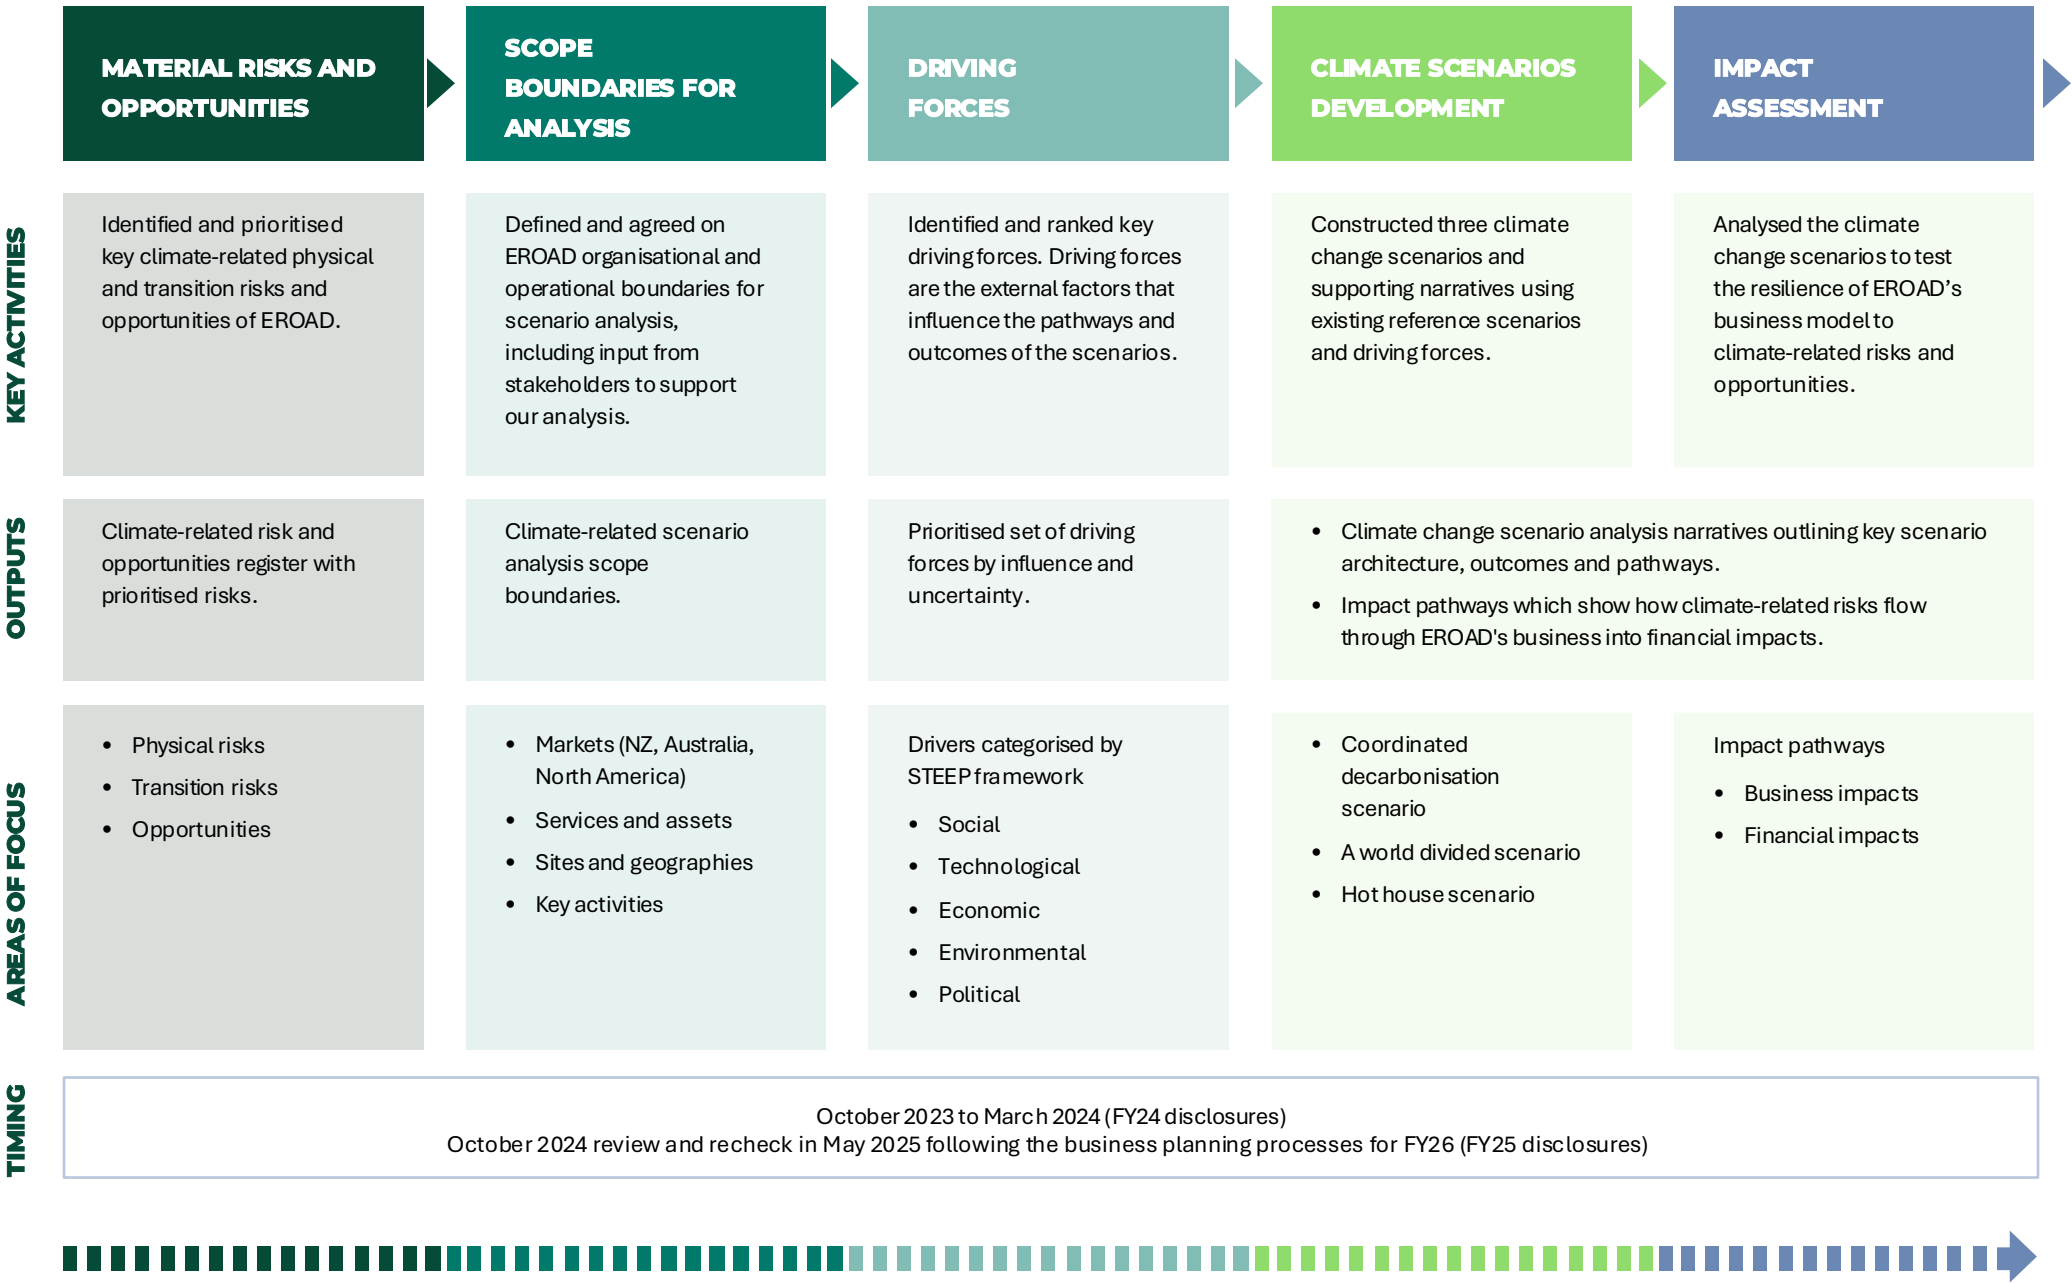 MATERIAL RISKS AND
OPPORTUNITIES
SCOPE
BOUNDARIES FOR
ANALYSIS
DRIVING
FORCES
CLIMATE SCENARIOS
DEVELOPMENT
IMPACT
ASSESSMENT
KEY ACTIVITIES
Identified and prioritised
key climate-related physical
and transition risks and
opportunities of EROAD.
Defined and agreed on
EROAD organisational and
operational boundaries for
scenario analysis,
including input from
stakeholders to support
our analysis.
Identified and ranked key
driving forces. Driving forces
are the external factors that
influence the pathways and
outcomes of the scenarios.
Constructed three climate
change scenarios and
supporting narratives using
existing reference scenarios
and driving forces.
Analysed the climate
change scenarios to test
the resilience of EROAD’s
business model to
climate-related risks and
opportunities.
OUTPUTS
Climate-related risk and
opportunities register with
prioritised risks.
Climate-related scenario
analysis scope
boundaries.
Prioritised set of driving
forces by influence and
uncertainty.
• Climate change scenario analysis narratives outlining key scenario
architecture, outcomes and pathways.
• Impact pathways which show how climate-related risks flow
through EROAD's business into financial impacts.
AREAS OF FOCUS
• Physical risks
• Transition risks
• Opportunities
• Markets (NZ, Australia,
North America)
• Services and assets
• Sites and geographies
• Key activities
Drivers categorised by
STEEP framework
• Social
• Technological
• Economic
• Environmental
• Political
• Coordinated
decarbonisation
scenario
• A world divided scenario
• Hot house scenario
Impact pathways
• Business impacts
• Financial impacts
TIMING
October 2023 to March 2024 (FY24 disclosures)
October 2024 review and recheck in May 2025 following the business planning processes for FY26 (FY25 disclosures)